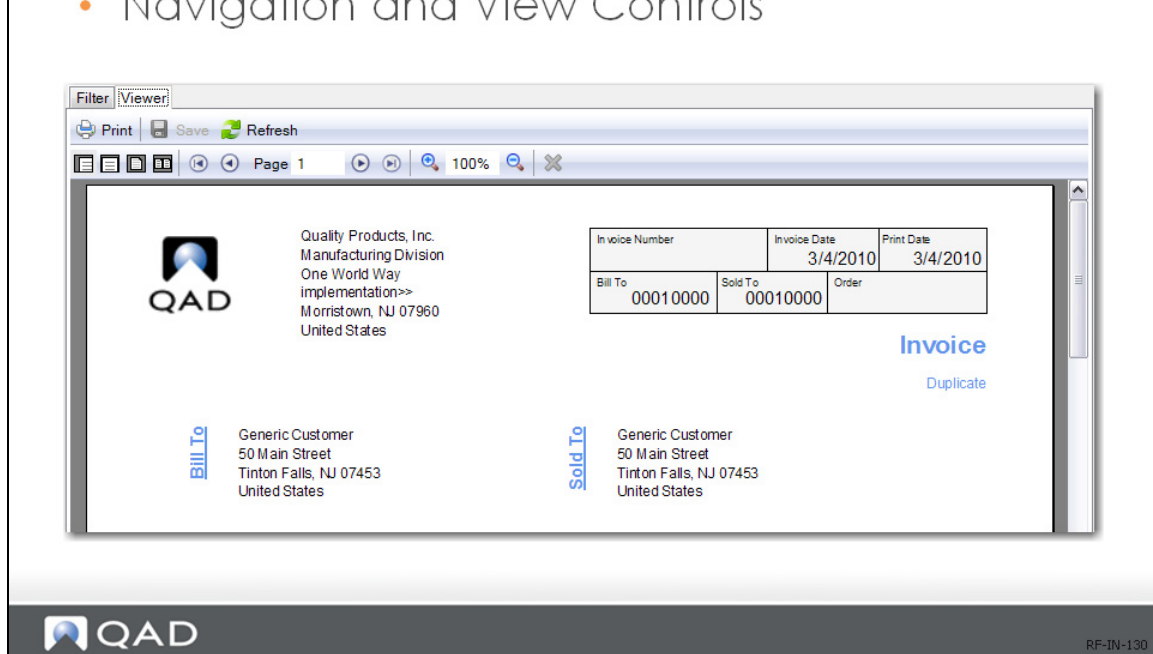 • Navigation and View Controls
Filter Viewer
Print Save Refresh
Page 1 100%
QAD
Quality Products, Inc.
Manufacturing Division
One World Way
implementation>>
Morristown, NJ 07960
United States
Invoice Number Invoice Date Print Date
3/4/2010 3/4/2010
Bill To Sold To Order
00010000 00010000
Invoice
Duplicate
Bill To
Generic Customer
50 Main Street
Tinton Falls, NJ 07453
United States
Sold To
Generic Customer
50 Main Street
Tinton Falls, NJ 07453
United States
QAD
RF-IN-130